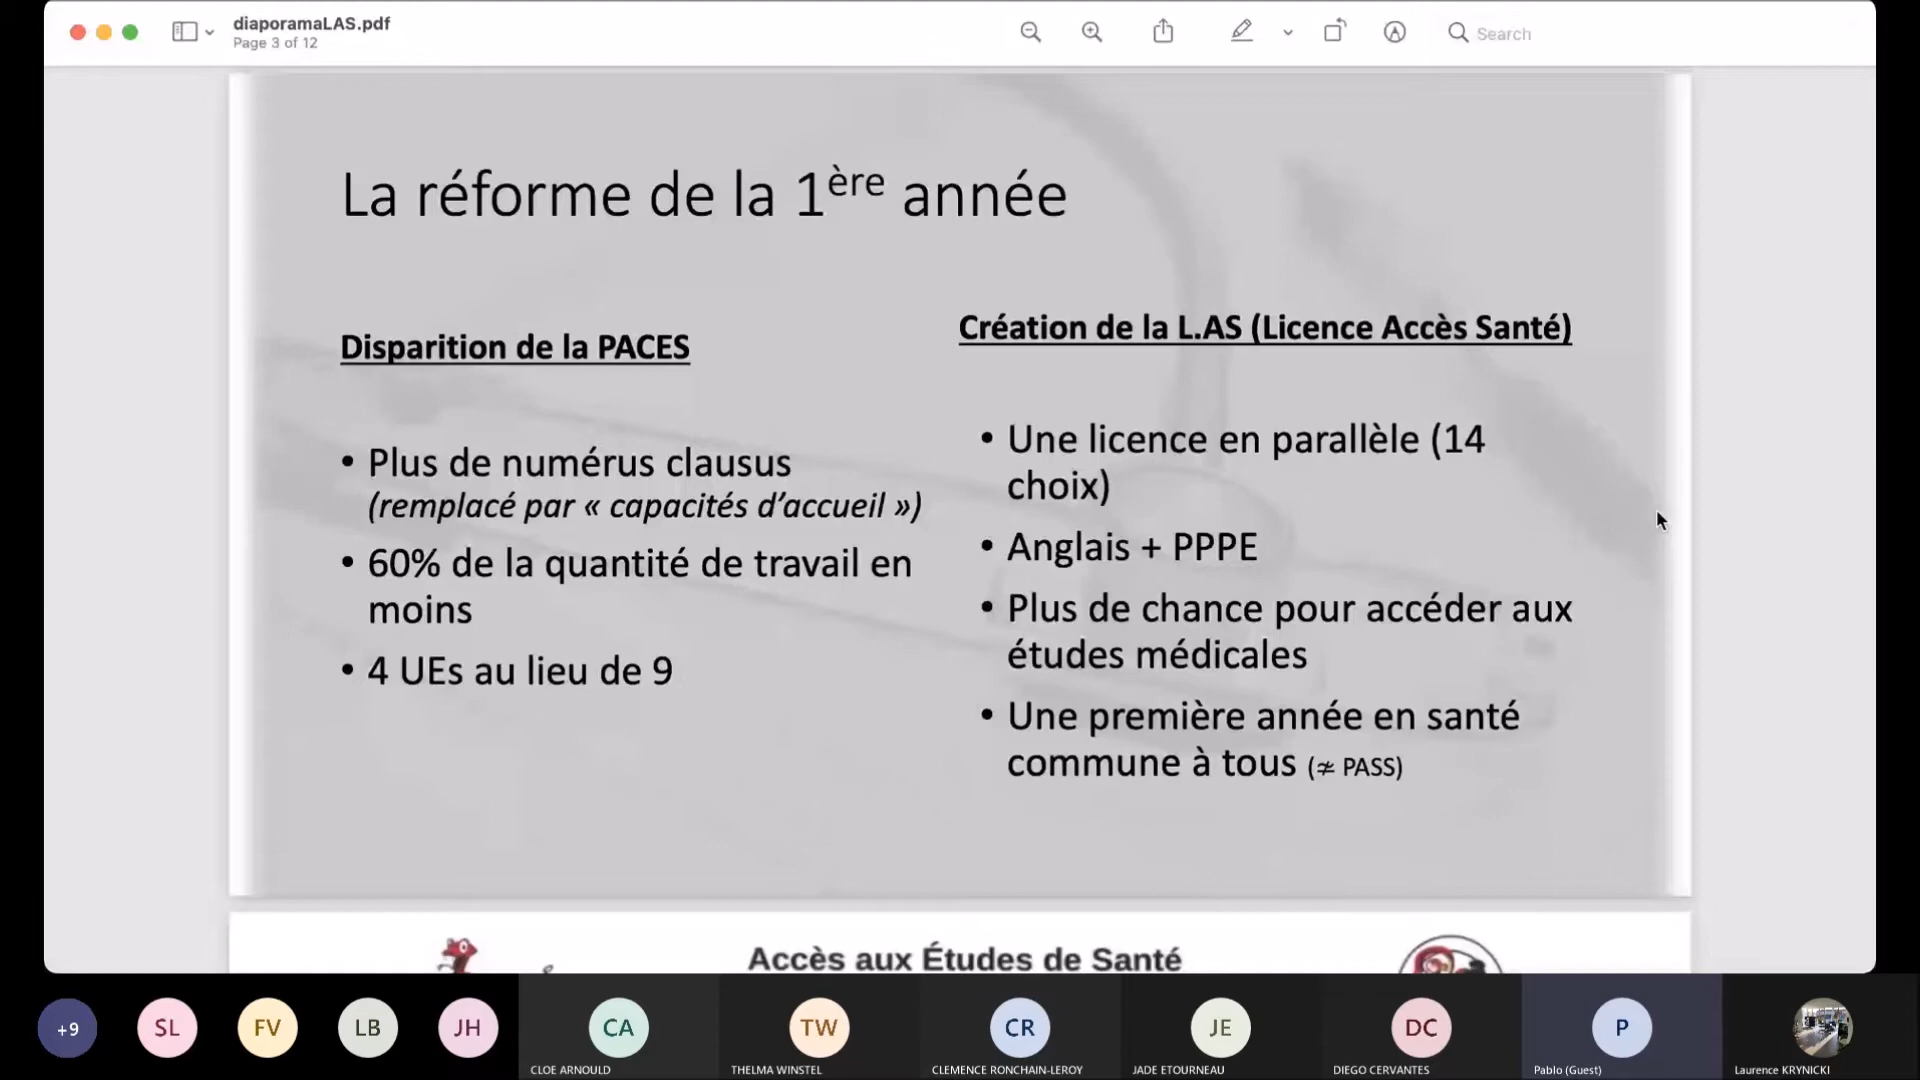 diaporamaLAS.pdf
Page 3 of 12
Search
La réforme de la 1ère année
Disparition de la PACES
• Plus de numérus clausus
(remplacé par « capacités d’accueil »)
• 60% de la quantité de travail en
moins
• 4 UEs au lieu de 9
Création de la L.AS (Licence Accès Santé)
• Une licence en parallèle (14
choix)
• Anglais + PPPE
• Plus de chance pour accéder aux
études médicales
• Une première année en santé
commune à tous (≄ PASS)
Accès aux Études de Santé
+9
SL
FV
LB
JH
CA
CLOE ARNOULD
TW
THELMA WINSTEL
CR
CLEMENCE RONCHAIN-LEROY
JE
JADE ETOURNEAU
DC
DIEGO CERVANTES
P
Pablo (Guest)
Laurence KRYNICKI